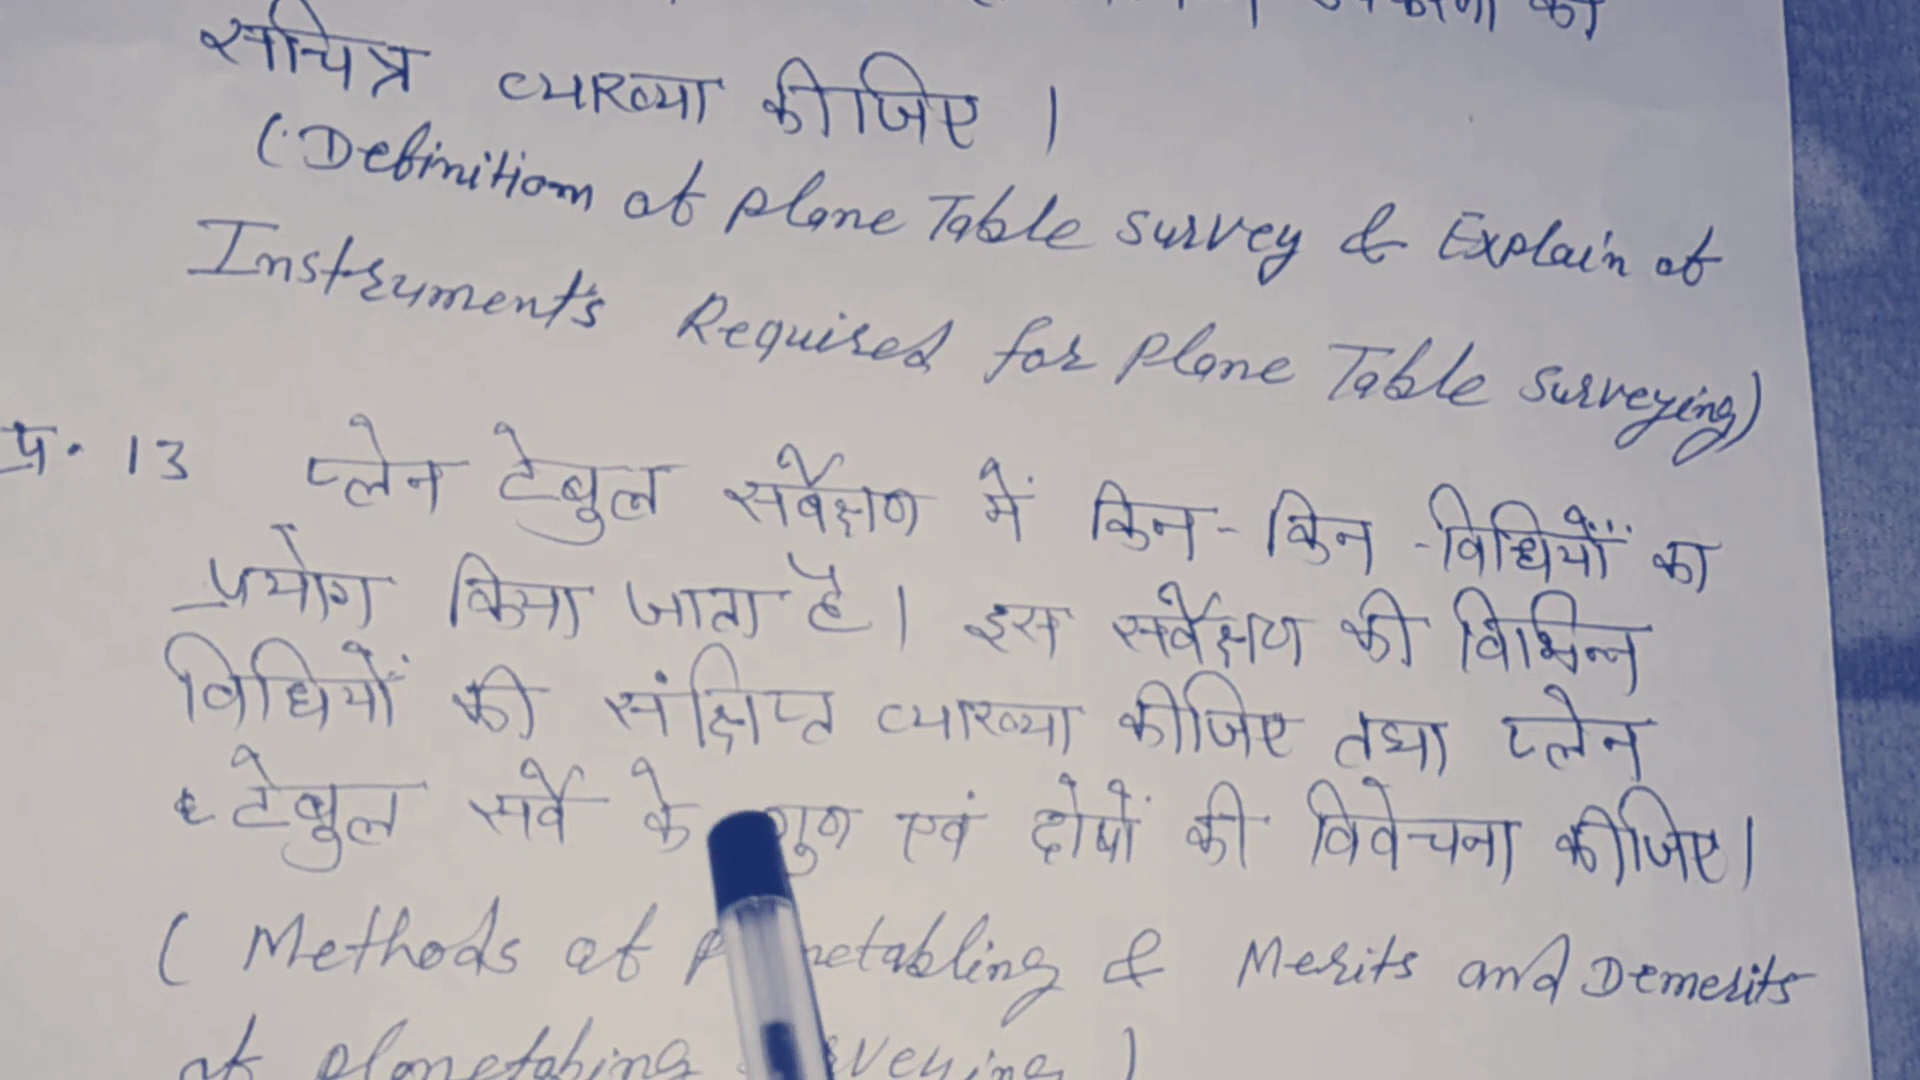 सचित्र व्याख्या कीजिए ।
(Definition of plane Table survey & Explain of
Instrument's Required for plane Table surveying)
प्र. 13 प्लेन टेबुल सर्वेक्षण में किन-किन -विधियों का
प्रयोग किया जाता है। इस सर्वेक्षण की विभिन्न
विधियों की संक्षिप्त व्याख्या कीजिए तथा प्लेन
टेबुल सर्वे के गुण एवं दोषों की विवेचना कीजिए।
( Methods of & Merits and Demerits
of